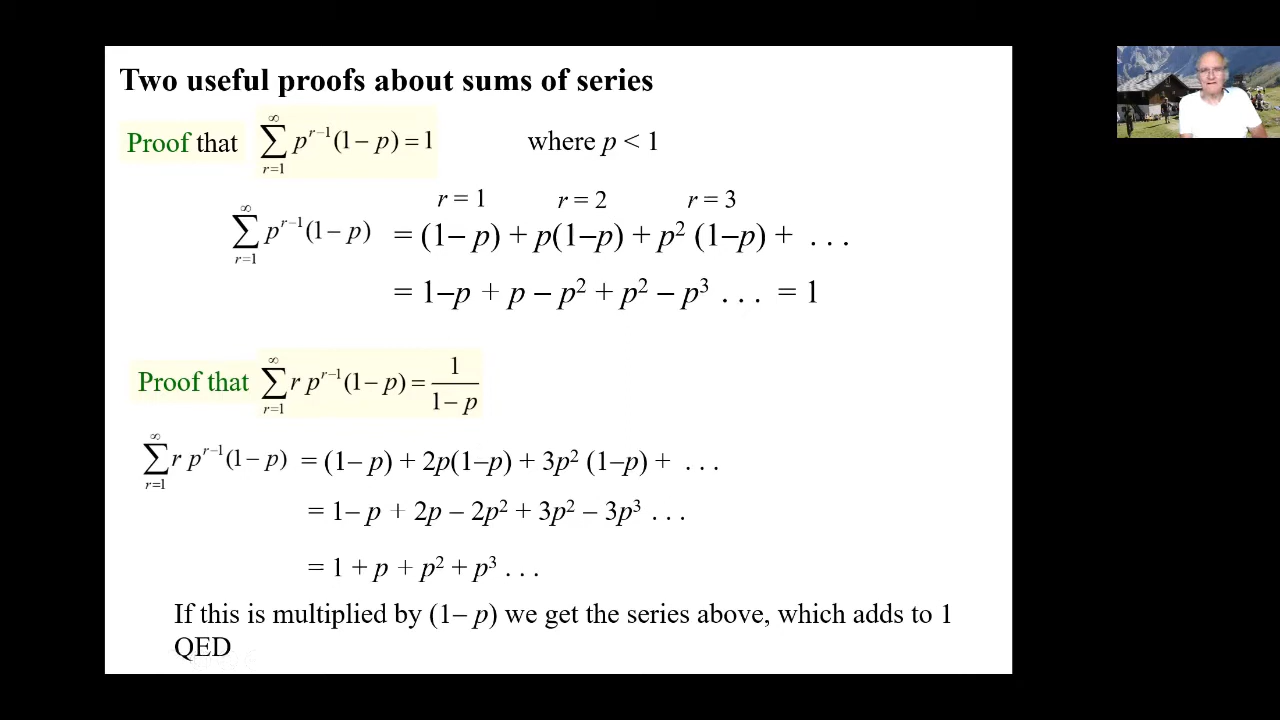 Two useful proofs about sums of series
Proof that ∑_{r=1}^{∞} p^{r−1}(1 − p) = 1 where p < 1
r = 1 r = 2 r = 3
∑_{r=1}^{∞} p^{r−1}(1 − p) = (1– p) + p(1–p) + p² (1–p) + . . .
= 1–p + p – p² + p² – p³ . . . = 1
Proof that ∑_{r=1}^{∞} r p^{r−1}(1 − p) = 1/(1 − p)
∑_{r=1}^{∞} r p^{r−1}(1 − p) = (1– p) + 2p(1–p) + 3p² (1–p) + . . .
= 1– p + 2p – 2p² + 3p² – 3p³ . . .
= 1 + p + p² + p³ . . .
If this is multiplied by (1– p) we get the series above, which adds to 1
QED